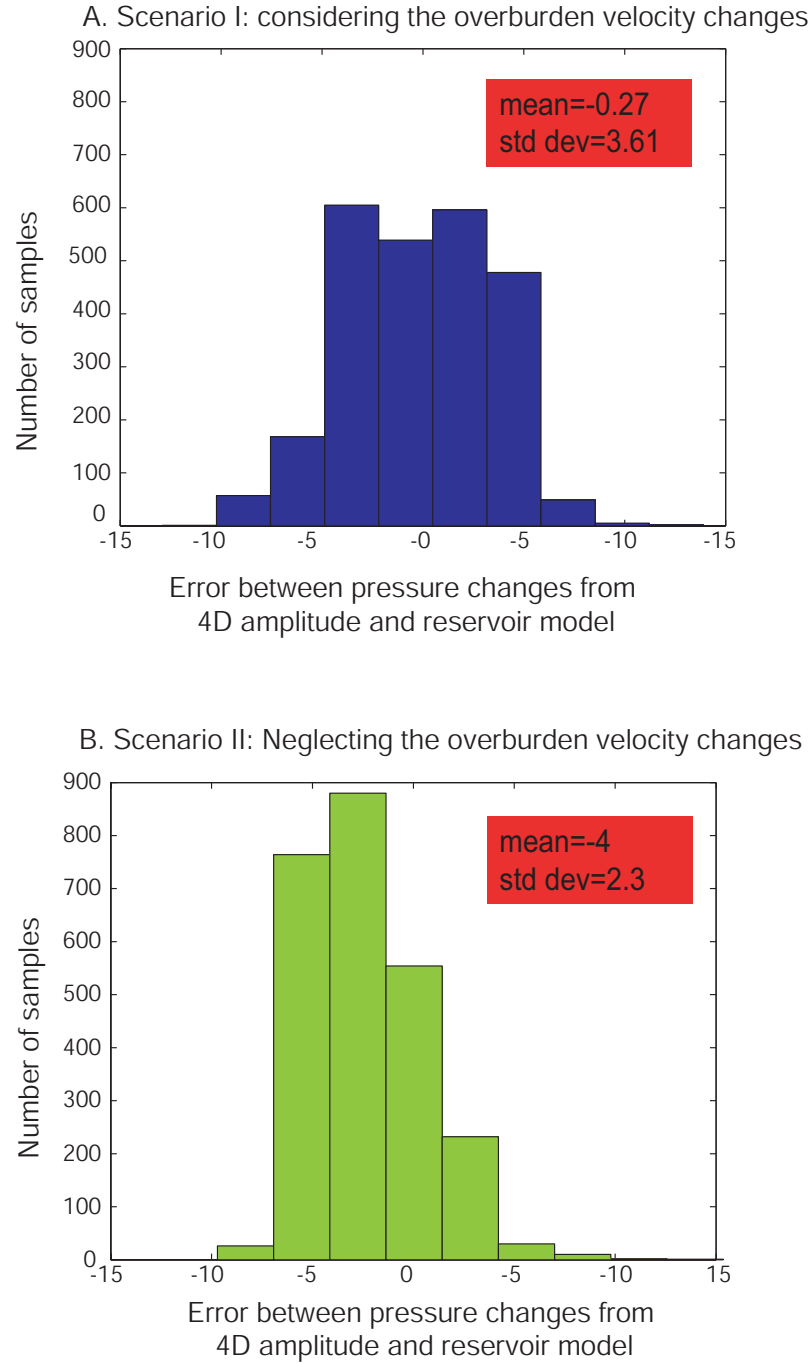 A. Scenario I: considering the overburden velocity changes
900
800
700
600
500
400
300
200
100
0
Number of samples
mean=-0.27
std dev=3.61
-15 -10 -5 -0 -5 -10 -15
Error between pressure changes from
4D amplitude and reservoir model
B. Scenario II: Neglecting the overburden velocity changes
900
800
700
600
500
400
300
200
100
0
Number of samples
mean=-4
std dev=2.3
-15 -10 -5 0 -5 -10 15
Error between pressure changes from
4D amplitude and reservoir model